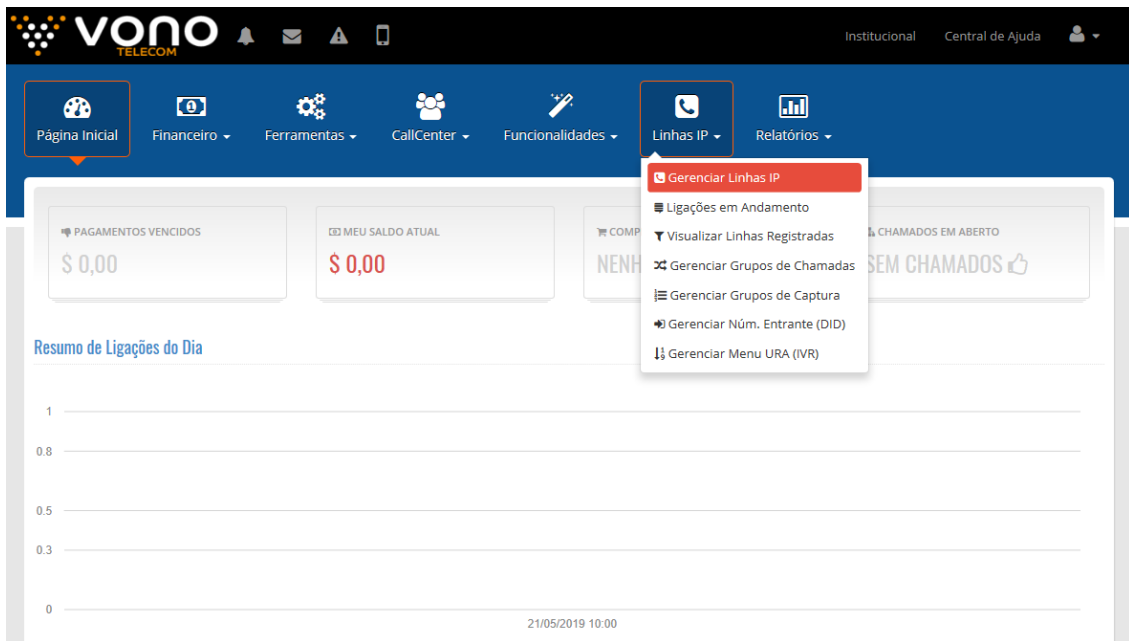 VONO
TELECOM
Institucional
Central de Ajuda
Página Inicial
Financeiro
Ferramentas
CallCenter
Funcionalidades
Linhas IP
Relatórios
Gerenciar Linhas IP
Ligações em Andamento
Visualizar Linhas Registradas
Gerenciar Grupos de Chamadas
Gerenciar Grupos de Captura
Gerenciar Núm. Entrante (DID)
Gerenciar Menu URA (IVR)
PAGAMENTOS VENCIDOS
$ 0,00
MEU SALDO ATUAL
$ 0,00
COMP
NENH
CHAMADOS EM ABERTO
SEM CHAMADOS
Resumo de Ligações do Dia
1
0.8
0.5
0.3
0
21/05/2019 10:00